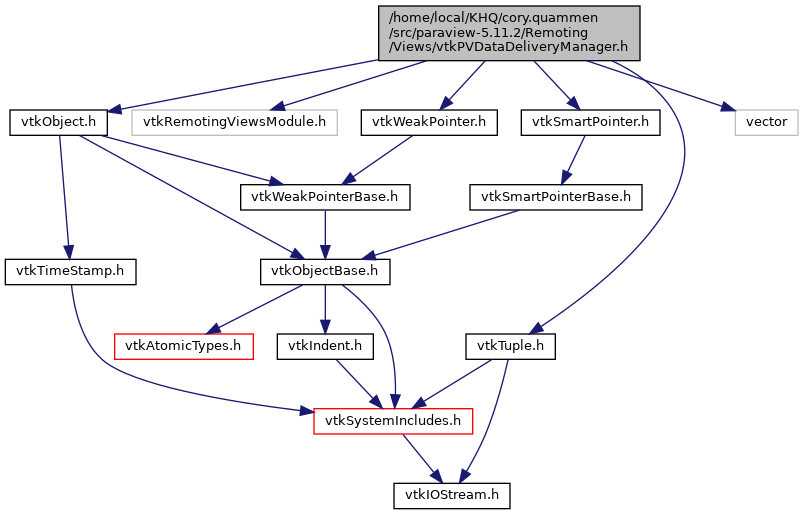 /home/local/KHQ/cory.quammen
/src/paraview-5.11.2/Remoting
/Views/vtkPVDataDeliveryManager.h
vtkObject.h
vtkRemotingViewsModule.h
vtkWeakPointer.h
vtkSmartPointer.h
vector
vtkWeakPointerBase.h
vtkSmartPointerBase.h
vtkTimeStamp.h
vtkObjectBase.h
vtkAtomicTypes.h
vtkIndent.h
vtkTuple.h
vtkSystemIncludes.h
vtkIOStream.h